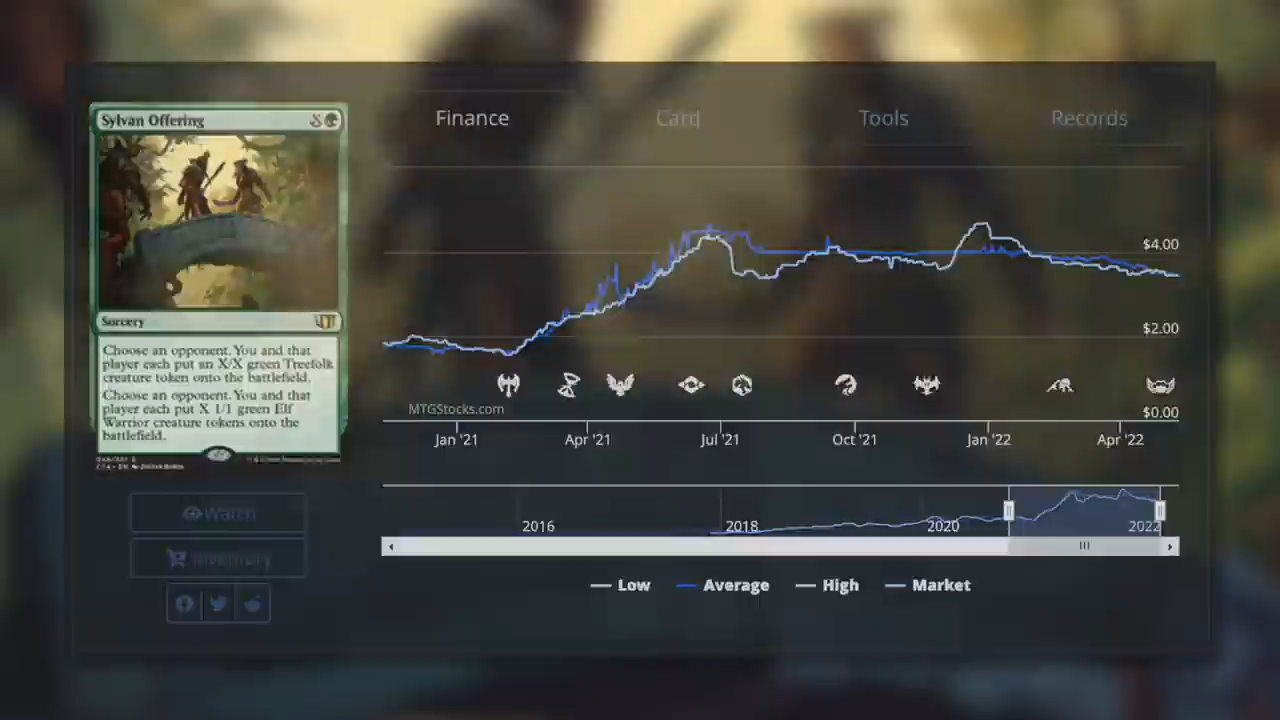 Finance
Card
Tools
Records
Sylvan Offering
Sorcery
Choose an opponent. You and that
player each put an X/X green Treefolk
creature token onto the battlefield.
Choose an opponent. You and that
player each put X 1/1 green Elf
Warrior creature tokens onto the
battlefield.
Watch
Inventory
$4.00
$2.00
$0.00
MTGStocks.com
Jan '21
Apr '21
Jul '21
Oct '21
Jan '22
Apr '22
2016
2018
2020
2022
Low
Average
High
Market